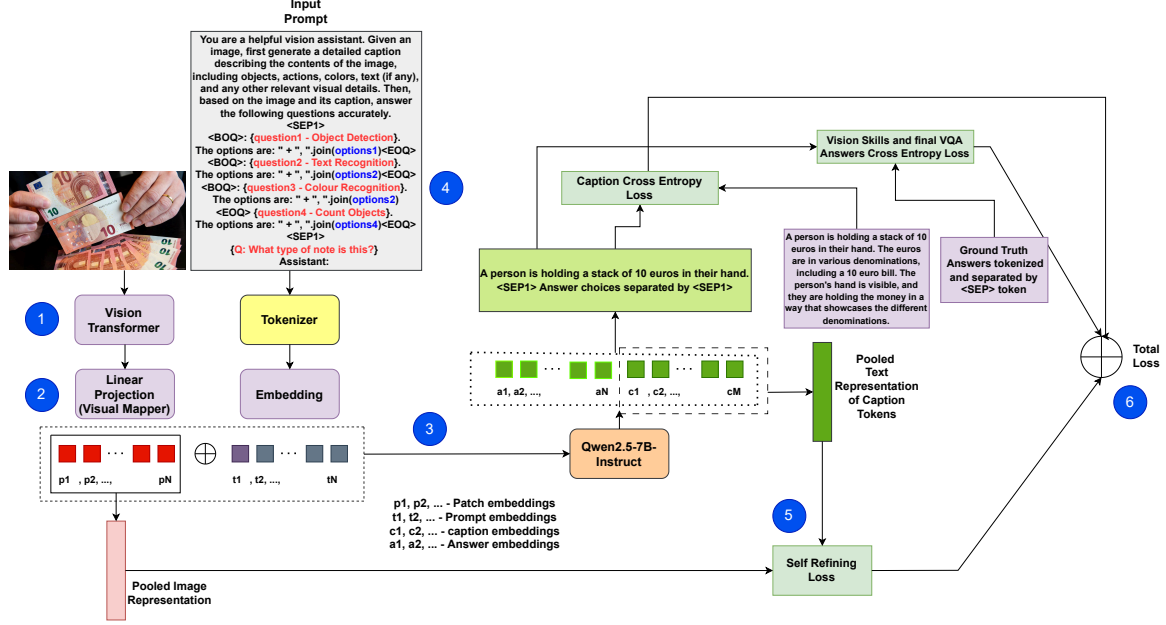 Input
Prompt
You are a helpful vision assistant. Given an
image, first generate a detailed caption
describing the contents of the image,
including objects, actions, colors, text (if any),
and any other relevant visual details. Then,
based on the image and its caption, answer
the following questions accurately.
<SEP1>
<BOQ>: {question1 - Object Detection}.
The options are: " + ", ".join(options1)<EOQ>
<BOQ>: {question2 - Text Recognition}.
The options are: " + ", ".join(options2)<EOQ>
<BOQ>: {question3 - Colour Recognition}.
The options are: " + ", ".join(options2)
<EOQ> {question4 - Count Objects}.
The options are: " + ", ".join(options4)<EOQ>
<SEP1>
{Q: What type of note is this?}
Assistant:
4
10
10
10
10
1
Vision
Transformer
Tokenizer
2
Linear
Projection
(Visual Mapper)
Embedding
p1 , p2, ..., pN
t1 , t2, ..., tN
3
Pooled Image
Representation
p1, p2, ... - Patch embeddings
t1, t2, ... - Prompt embeddings
c1, c2, ... - caption embeddings
a1, a2, ... - Answer embeddings
Qwen2.5-7B-
Instruct
a1, a2, ..., aN
c1 , c2, ..., cM
A person is holding a stack of 10 euros in their hand.
<SEP1> Answer choices separated by <SEP1>
Caption Cross Entropy
Loss
Vision Skills and final VQA
Answers Cross Entropy Loss
A person is holding a stack of 10
euros in their hand. The euros
are in various denominations,
including a 10 euro bill. The
person's hand is visible, and
they are holding the money in a
way that showcases the different
denominations.
Ground Truth
Answers tokenized
and separated by
<SEP> token
Pooled
Text
Representation
of Caption
Tokens
5
Self Refining
Loss
Total
Loss
6